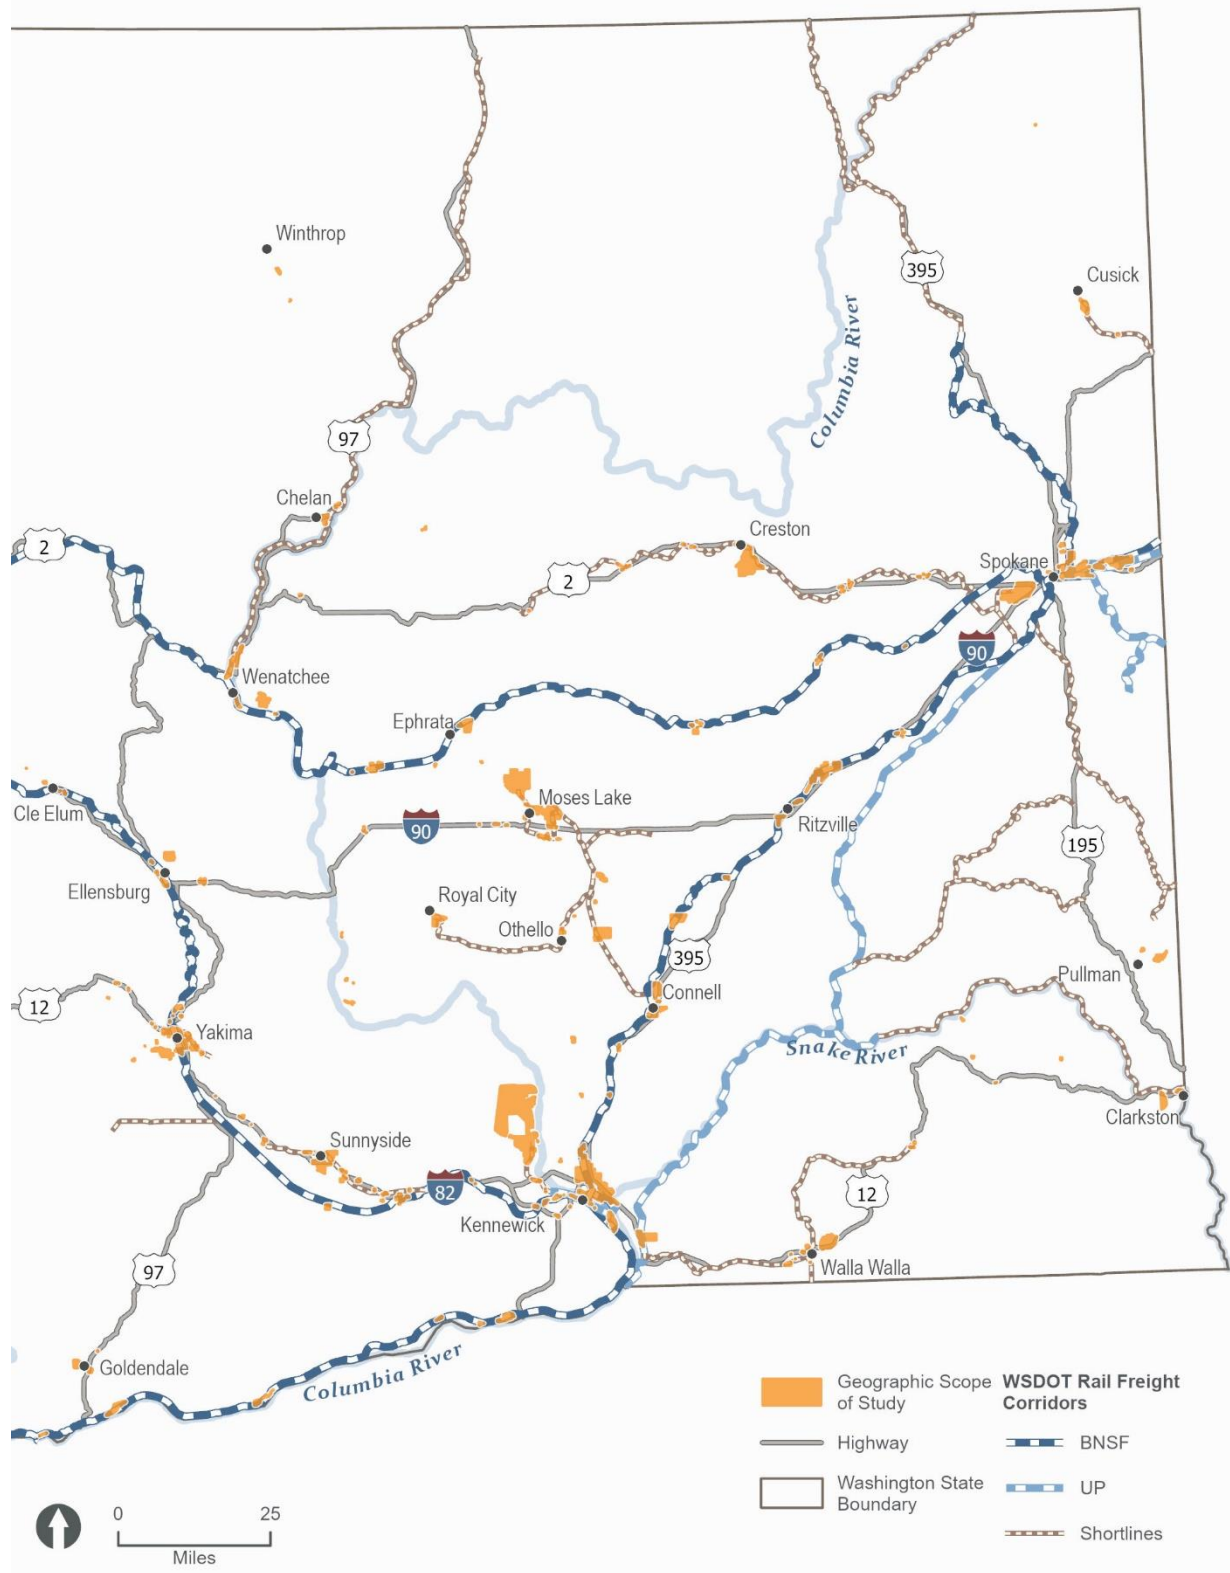 Winthrop
395
Cusick
Columbia River
97
Chelan
2
Creston
2
Spokane
90
Wenatchee
Ephrata
Moses Lake
Cle Elum
90
Ritzville
195
Ellensburg
Royal City
Othello
395
Pullman
12
Connell
Yakima
Snake River
Clarkston
Sunnyside
82
12
Kennewick
97
Walla Walla
Goldendale
Columbia River
Geographic Scope
of Study
WSDOT Rail Freight
Corridors
Highway
BNSF
Washington State
Boundary
UP
Shortlines
0
25
Miles